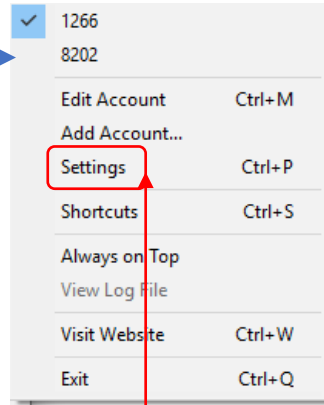 1266
8202
Edit Account Ctrl+M
Add Account...
Settings Ctrl+P
Shortcuts Ctrl+S
Always on Top
View Log File
Visit Website Ctrl+W
Exit Ctrl+Q